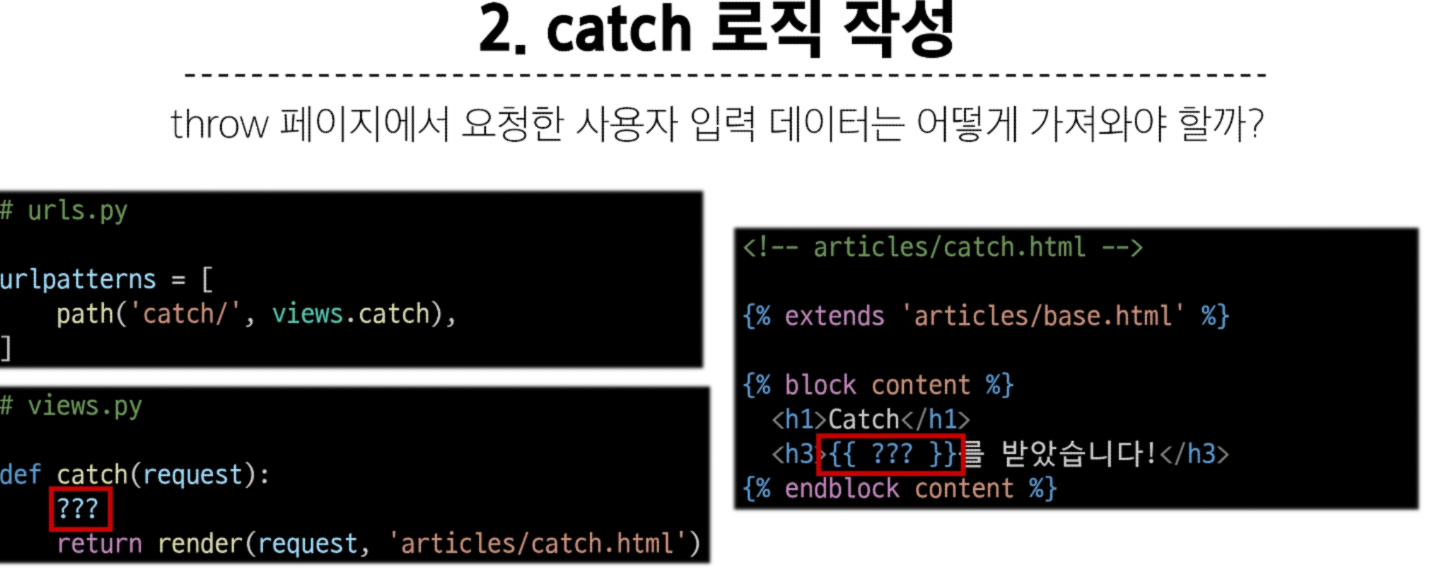 2. catch 로직 작성
throw 페이지에서 요청한 사용자 입력 데이터는 어떻게 가져와야 할까?
# urls.py
urlpatterns = [
    path('catch/', views.catch),
]
# views.py
def catch(request):
    ???
    return render(request, 'articles/catch.html')
<!-- articles/catch.html -->
{% extends 'articles/base.html' %}
{% block content %}
  <h1>Catch</h1>
  <h3>{{ ??? }}를 받았습니다!</h3>
{% endblock content %}